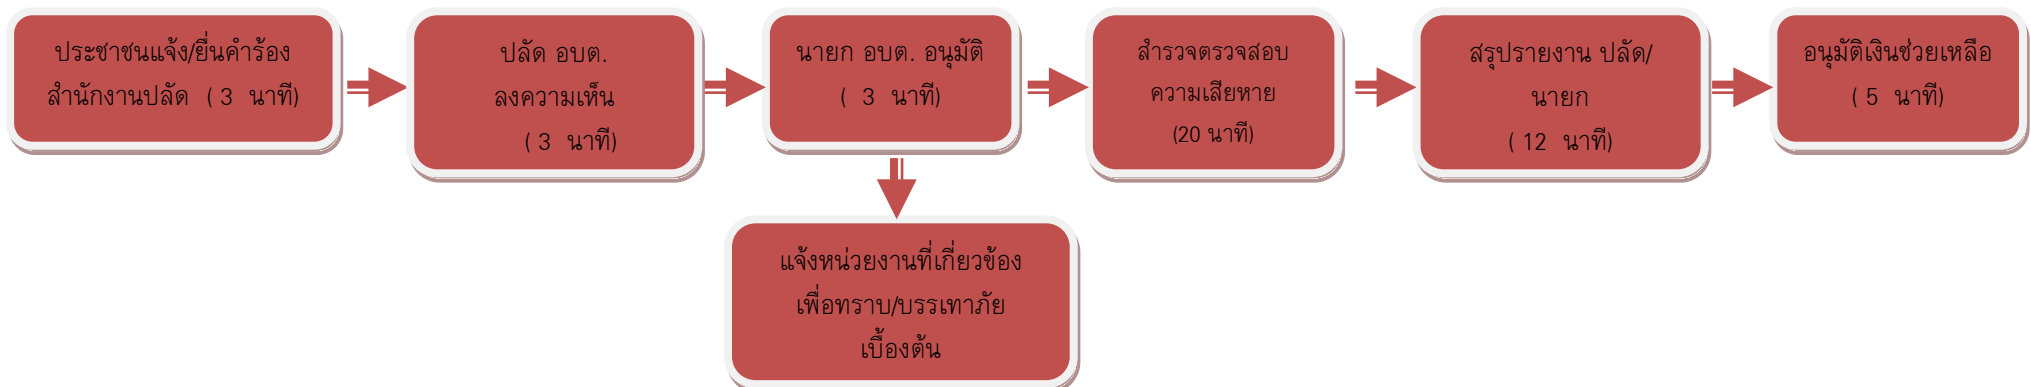 ประชาชนแจ้ง/ยื่นคำร้อง
สำนักงานปลัด ( 3 นาที)
ปลัด อบต.
ลงความเห็น
( 3 นาที)
นายก อบต. อนุมัติ
( 3 นาที)
สำรวจตรวจสอบ
ความเสียหาย
(20 นาที)
สรุปรายงาน ปลัด/
นายก
( 12 นาที)
อนุมัติเงินช่วยเหลือ
( 5 นาที)
แจ้งหน่วยงานที่เกี่ยวข้อง
เพื่อทราบ/บรรเทาภัย
เบื้องต้น